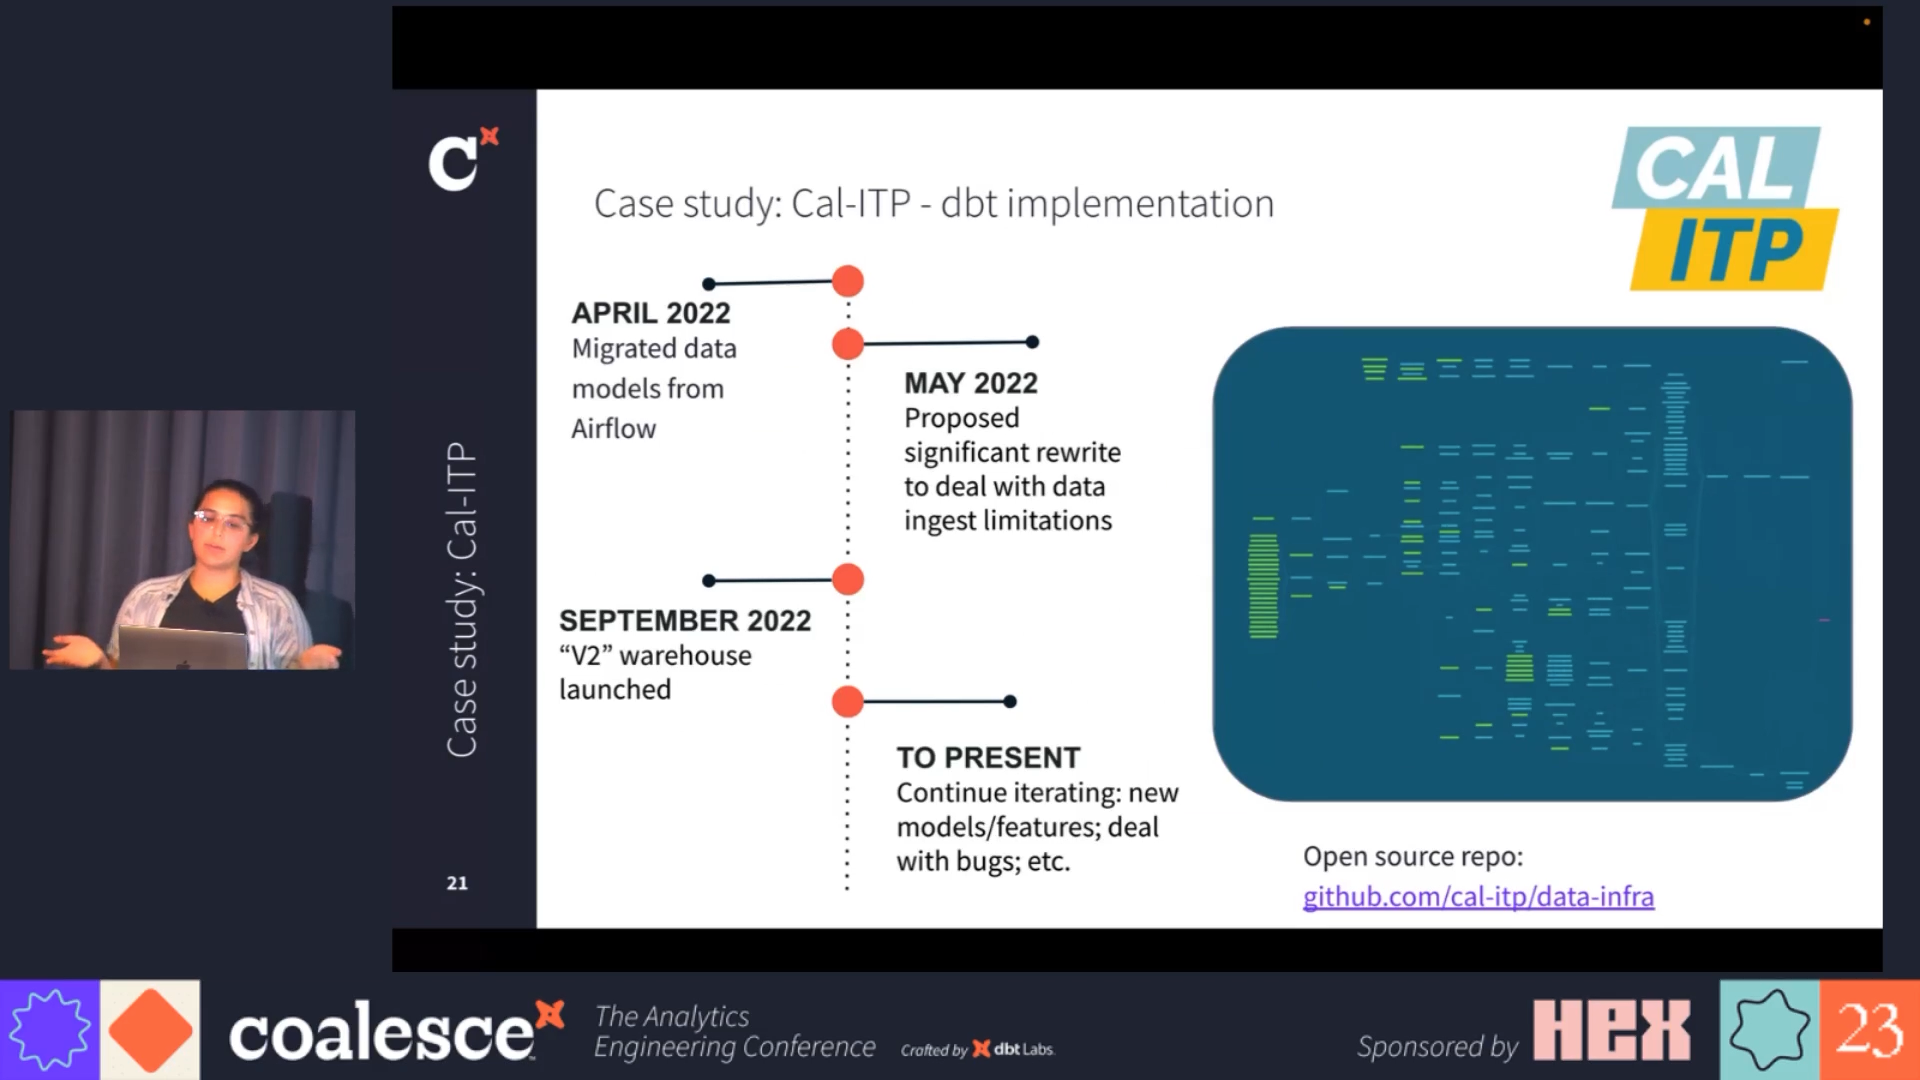 C
Case study: Cal-ITP - dbt implementation
CAL
ITP
APRIL 2022
Migrated data
models from
Airflow
MAY 2022
Proposed
significant rewrite
to deal with data
ingest limitations
SEPTEMBER 2022
“V2” warehouse
launched
TO PRESENT
Continue iterating: new
models/features; deal
with bugs; etc.
Case study: Cal-ITP
21
Open source repo:
github.com/cal-itp/data-infra
coalesce™
The Analytics
Engineering Conference
Crafted by dbt Labs.
Sponsored by HEX
23